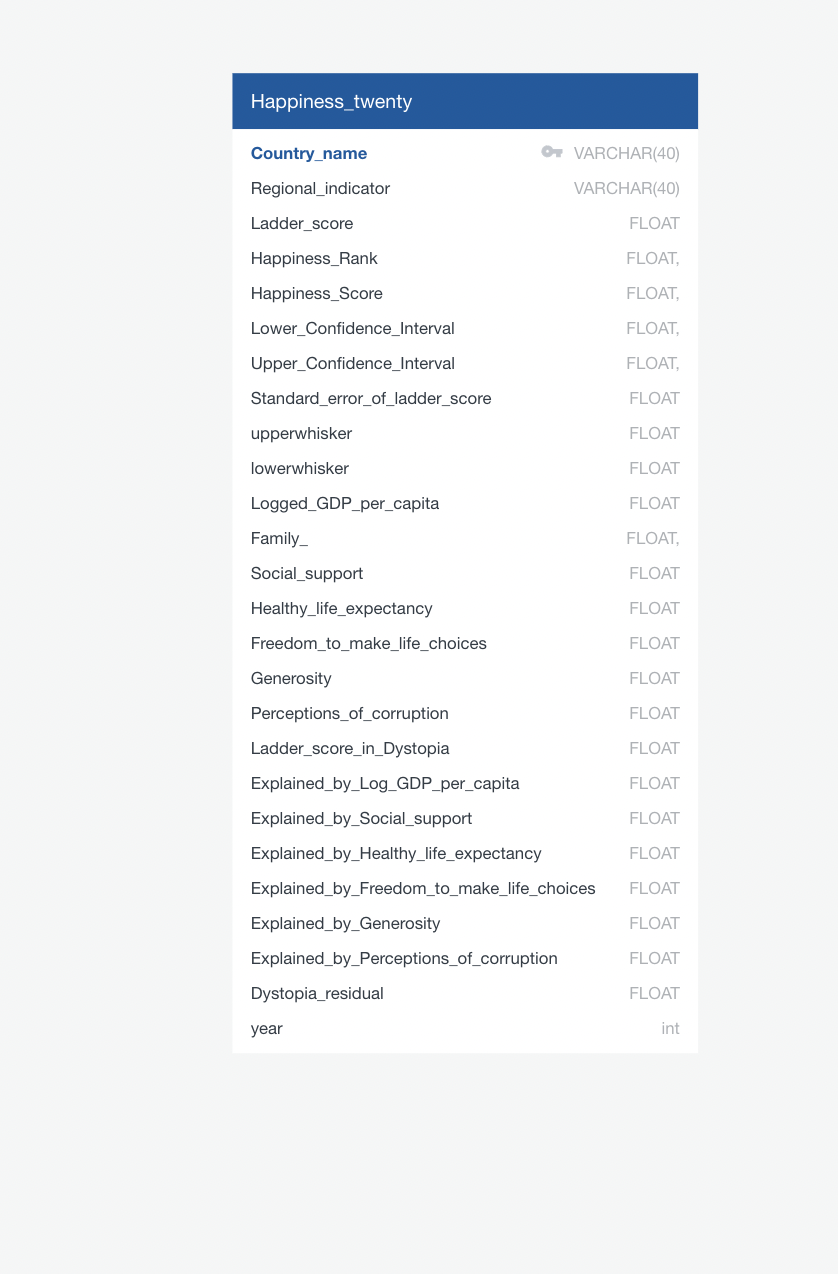 Happiness_twenty
Country_name VARCHAR(40)
Regional_indicator VARCHAR(40)
Ladder_score FLOAT
Happiness_Rank FLOAT,
Happiness_Score FLOAT,
Lower_Confidence_Interval FLOAT,
Upper_Confidence_Interval FLOAT,
Standard_error_of_ladder_score FLOAT
upperwhisker FLOAT
lowerwhisker FLOAT
Logged_GDP_per_capita FLOAT
Family_ FLOAT,
Social_support FLOAT
Healthy_life_expectancy FLOAT
Freedom_to_make_life_choices FLOAT
Generosity FLOAT
Perceptions_of_corruption FLOAT
Ladder_score_in_Dystopia FLOAT
Explained_by_Log_GDP_per_capita FLOAT
Explained_by_Social_support FLOAT
Explained_by_Healthy_life_expectancy FLOAT
Explained_by_Freedom_to_make_life_choices FLOAT
Explained_by_Generosity FLOAT
Explained_by_Perceptions_of_corruption FLOAT
Dystopia_residual FLOAT
year int